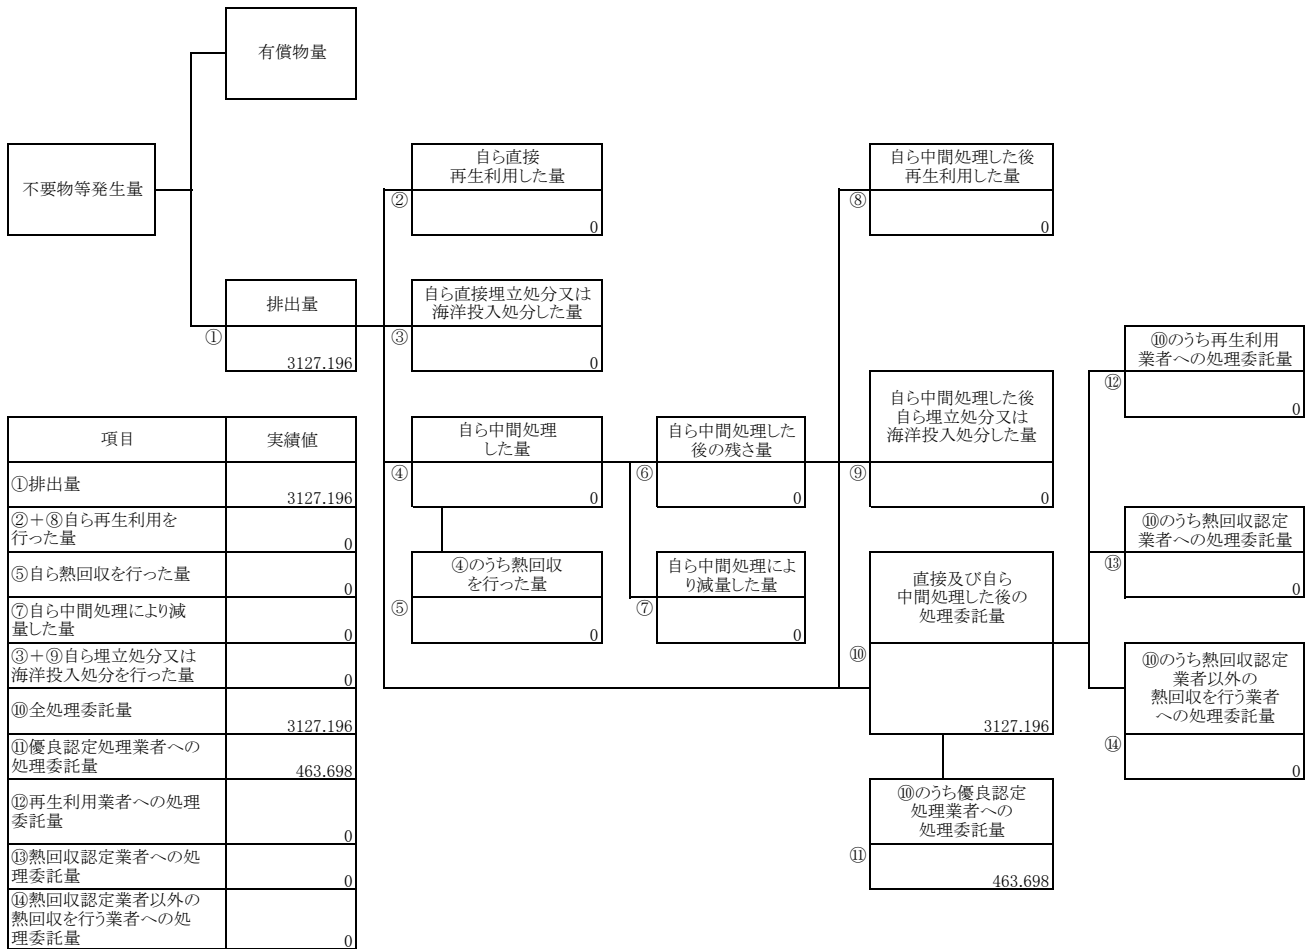 有償物量
不要物等発生量
自ら直接
再生利用した量
②
0
自ら中間処理した後
再生利用した量
⑧
0
排出量
①
3127.196
自ら直接埋立処分又は
海洋投入処分した量
③
0
⑩のうち再生利用
業者への処理委託量
⑫
0
自ら中間処理
した量
④
0
自ら中間処理した
後の残さ量
⑥
0
自ら中間処理した後
自ら埋立処分又は
海洋投入処分した量
⑨
0
⑩のうち熱回収認定
業者への処理委託量
⑬
0
④のうち熱回収
を行った量
⑤
0
自ら中間処理によ
り減量した量
⑦
0
直接及び自ら
中間処理した後の
処理委託量
⑩
3127.196
⑩のうち熱回収認定
業者以外の
熱回収を行う業者
への処理委託量
⑭
0
⑩のうち優良認定
処理業者への
処理委託量
⑪
463.698
項目 実績値
①排出量
3127.196
②+⑧自ら再生利用を
行った量
0
⑤自ら熱回収を行った量
0
⑦自ら中間処理により減
量した量
0
③+⑨自ら埋立処分又は
海洋投入処分を行った量
0
⑩全処理委託量
3127.196
⑪優良認定処理業者への
処理委託量
463.698
⑫再生利用業者への処理
委託量
0
⑬熱回収認定業者への処
理委託量
0
⑭熱回収認定業者以外の
熱回収を行う業者への処
理委託量
0